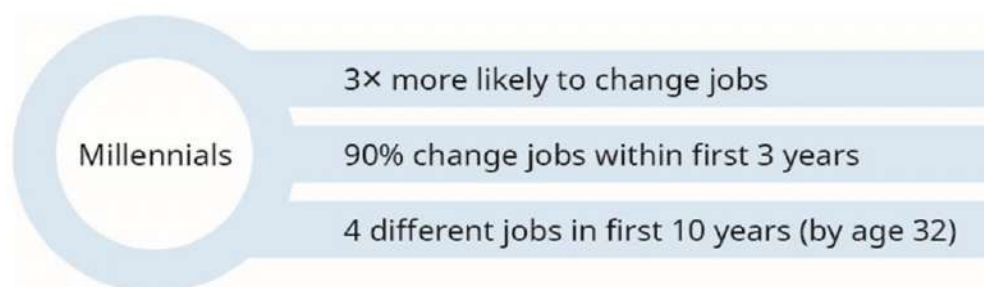 Millennials
3× more likely to change jobs
90% change jobs within first 3 years
4 different jobs in first 10 years (by age 32)